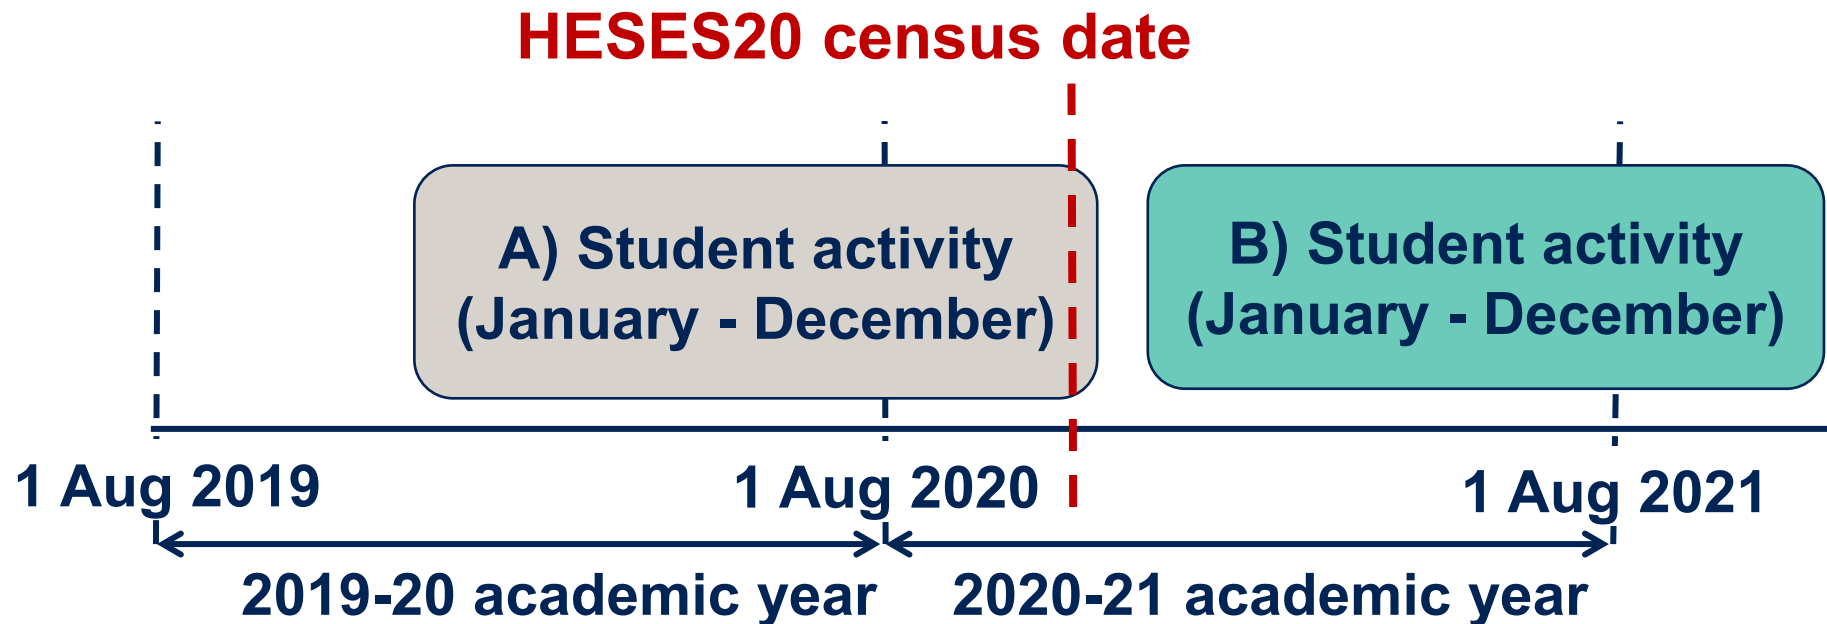 HESES20 census date
A) Student activity
(January - December)
B) Student activity
(January - December)
1 Aug 2019
1 Aug 2020
1 Aug 2021
2019-20 academic year
2020-21 academic year